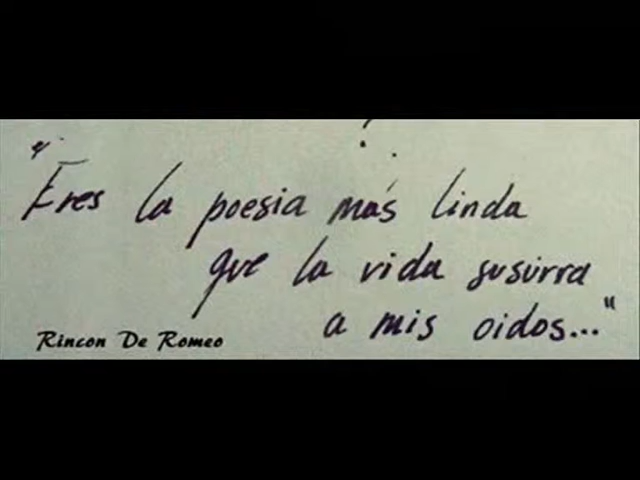 "Eres la poesia más linda
que la vida susurra
a mis oidos..."
Rincon De Romeo